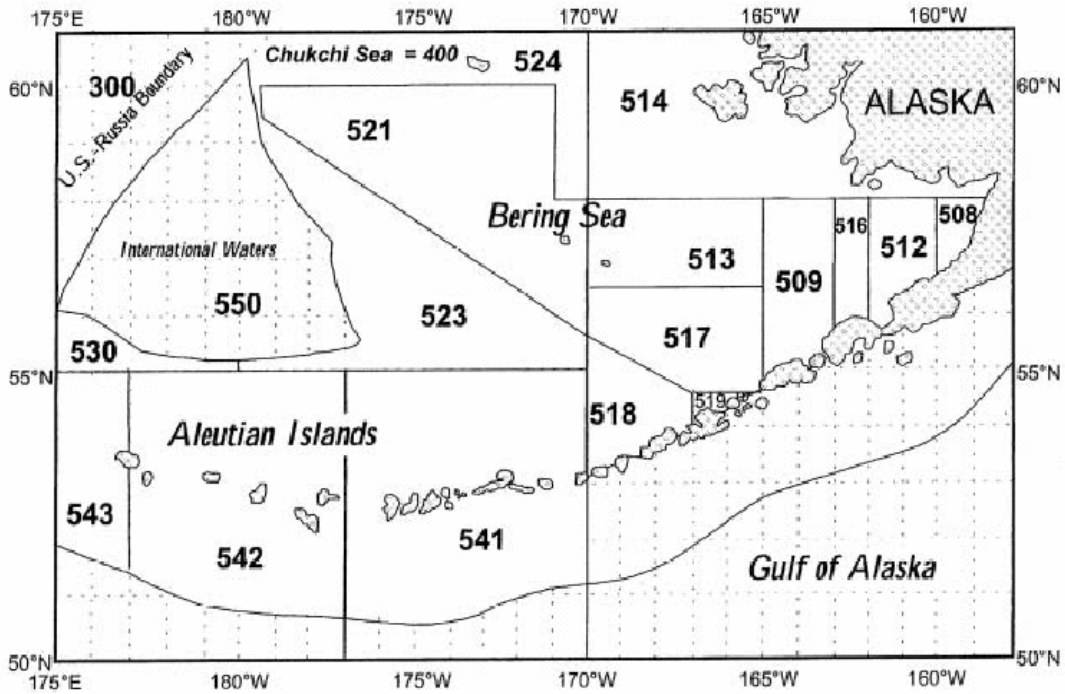 175°E 180°W 175°W 170°W 165°W 160°W
Chukchi Sea = 400
524
300
60°N
60°N
514
ALASKA
U.S.-Russia Boundary
521
Bering Sea
508
516
International Waters
513
512
509
550
523
517
530
55°N
55°N
519
518
Aleutian Islands
543
542
541
Gulf of Alaska
50°N
50°N
175°E 180°W 175°W 170°W 165°W 160°W